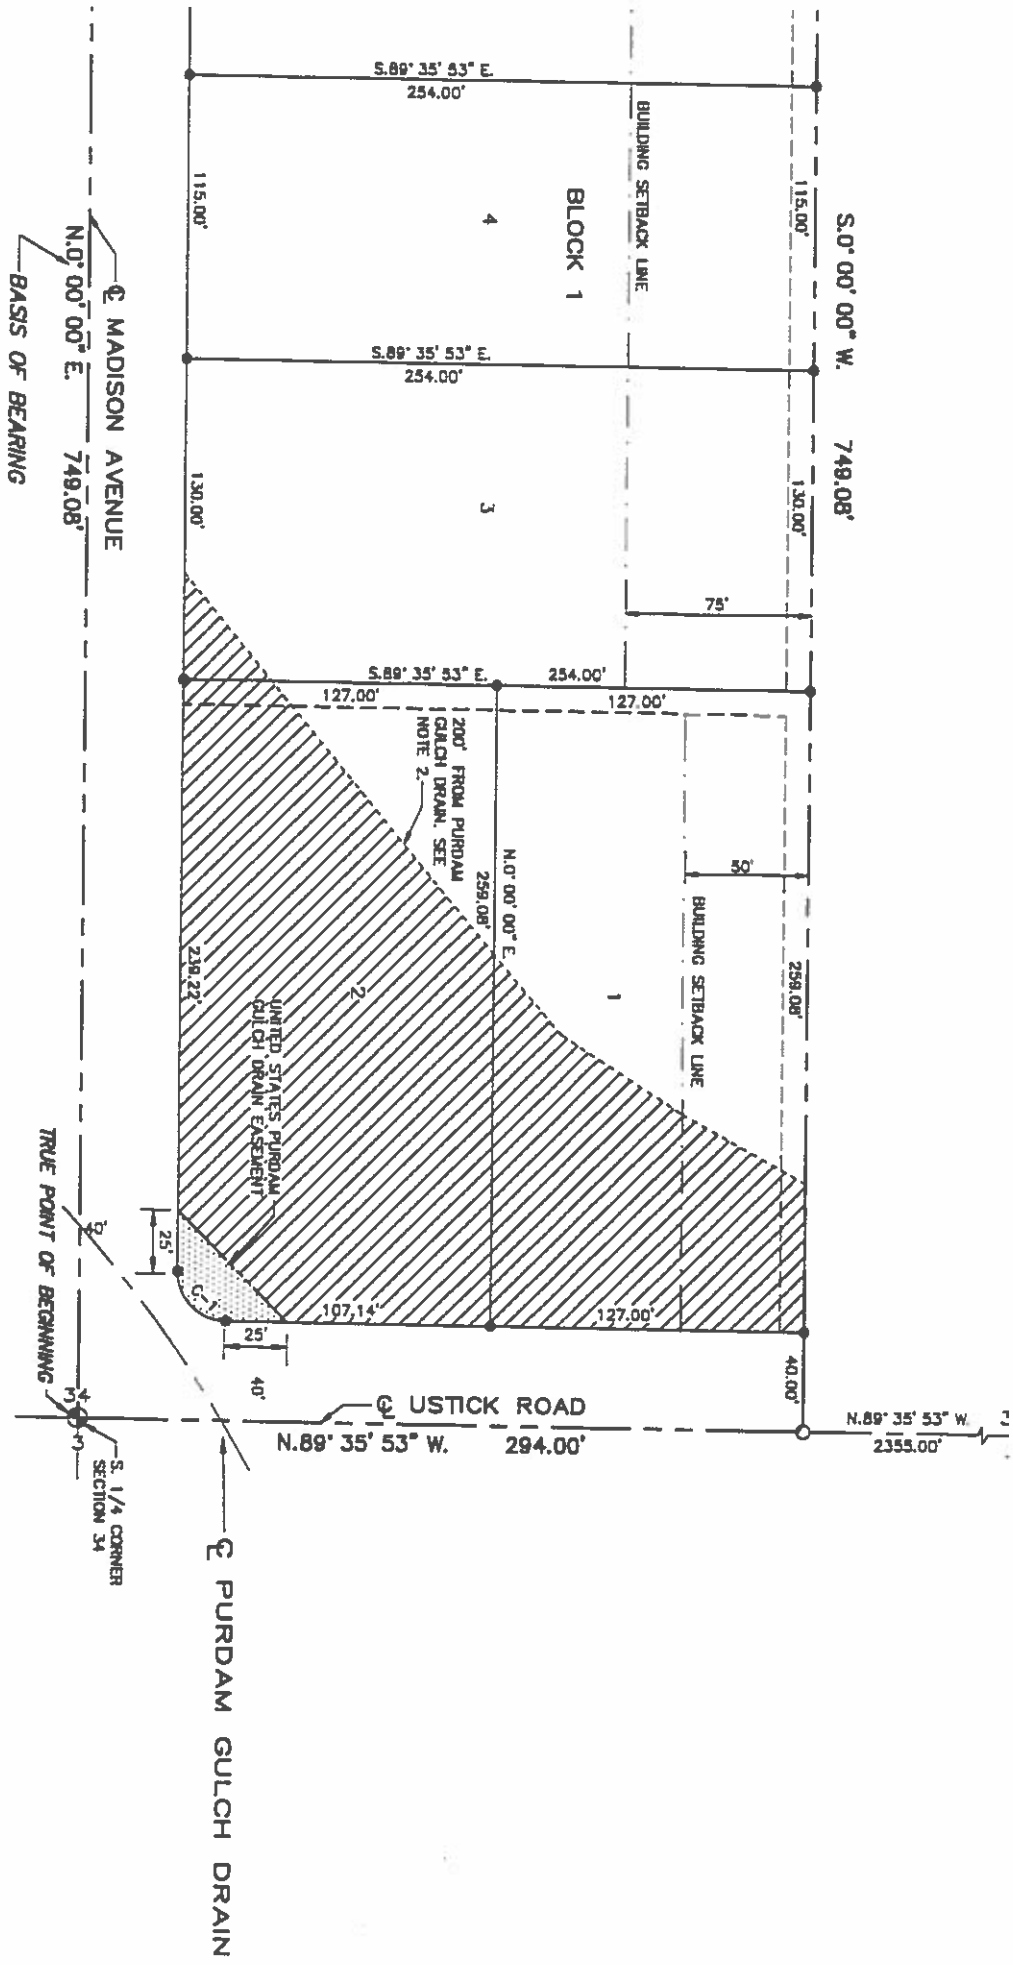 S.89° 35' 53" E.
254.00'
BUILDING SETBACK LINE
115.00'
115.00'
BLOCK 1
4
S.0° 00' 00" W. 749.08'
℄ MADISON AVENUE
N.0° 00' 00" E. 749.08'
BASIS OF BEARING
S.89° 35' 53" E.
254.00'
130.00'
130.00'
3
75'
S.89° 35' 53" E. 254.00'
127.00'
127.00'
200' FROM PURDAM
GULCH DRAIN. SEE
NOTE 2.
N.0° 00' 00" E.
259.08'
50'
BUILDING SETBACK LINE
259.08'
1
2
239.22'
UNITED STATES PURDAM
GULCH DRAIN EASEMENT
TRUE POINT OF BEGINNING
40'
25'
C-1
107.14'
127.00'
25'
40'
40.00'
℄ USTICK ROAD
N.89° 35' 53" W. 294.00'
N.89° 35' 53" W.
2355.00'
34
3
S. 1/4 CORNER
SECTION 34
℄ PURDAM GULCH DRAIN